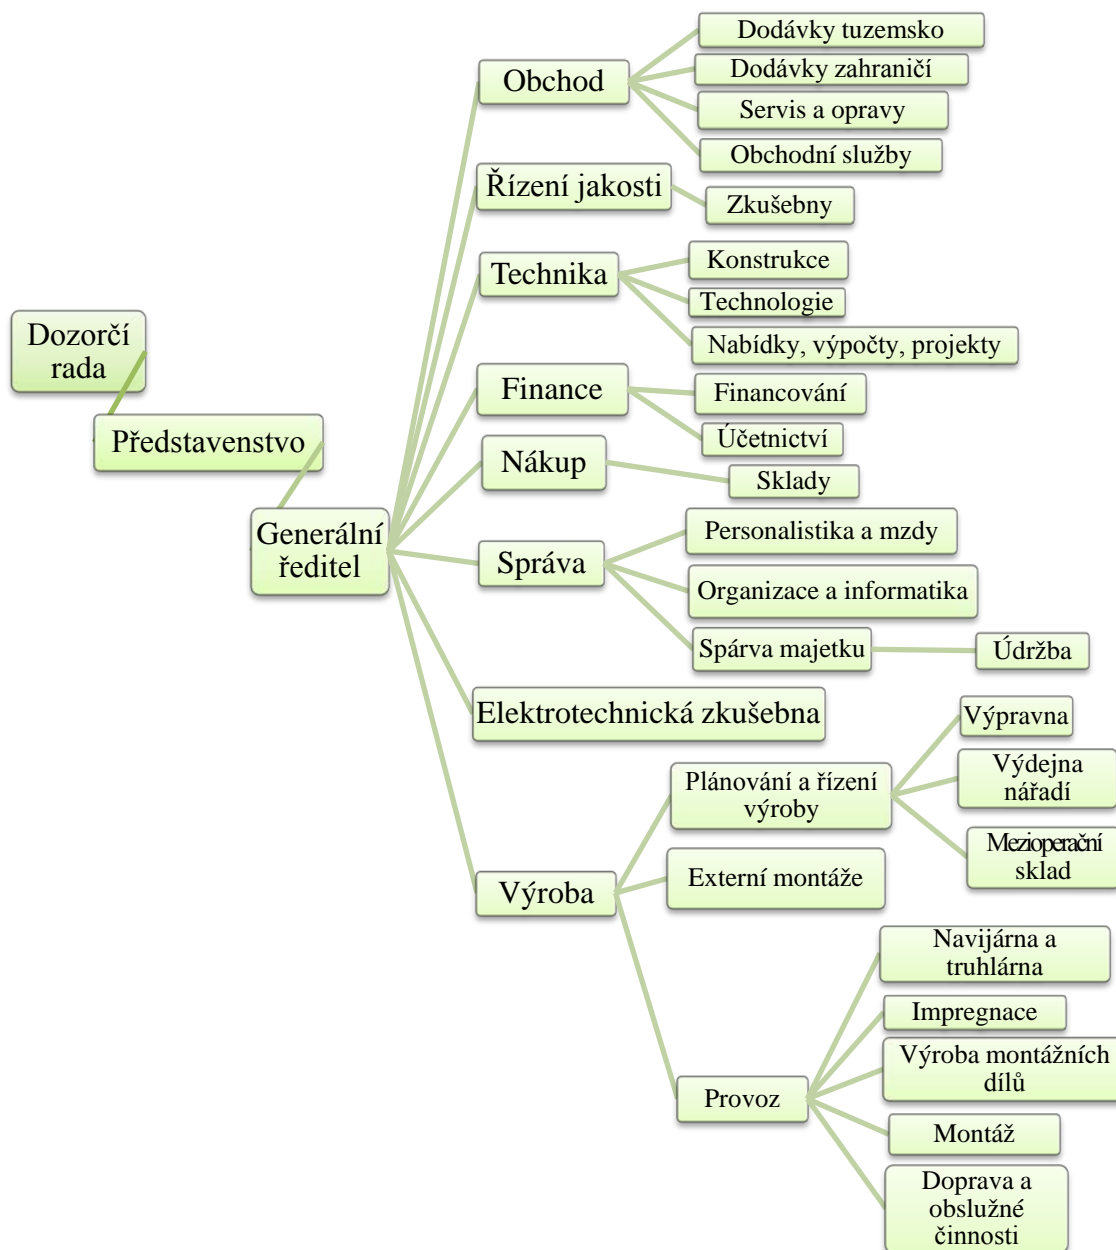 Dozorčí
rada
Představenstvo
Generální
ředitel
Obchod
Dodávky tuzemsko
Dodávky zahraničí
Servis a opravy
Obchodní služby
Řízení jakosti
Zkušebny
Technika
Konstrukce
Technologie
Nabídky, výpočty, projekty
Finance
Financování
Účetnictví
Nákup
Sklady
Správa
Personalistika a mzdy
Organizace a informatika
Spárva majetku
Údržba
Elektrotechnická zkušebna
Výroba
Plánování a řízení
výroby
Výpravna
Výdejna
nářadí
Mezioperační
sklad
Externí montáže
Provoz
Navijárna a
truhlárna
Impregnace
Výroba montážních
dílů
Montáž
Doprava a
obslužné
činnosti